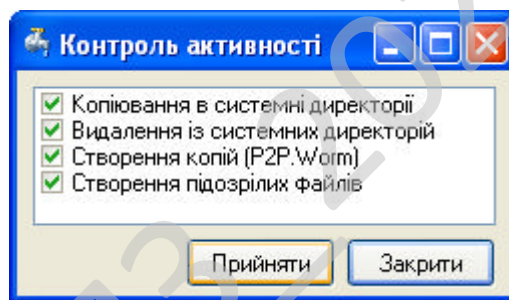 Контроль активності
Копіювання в системні директорії
Видалення із системних директорій
Створення копій (P2P.Worm)
Створення підозрілих файлів
Прийняти
Закрити